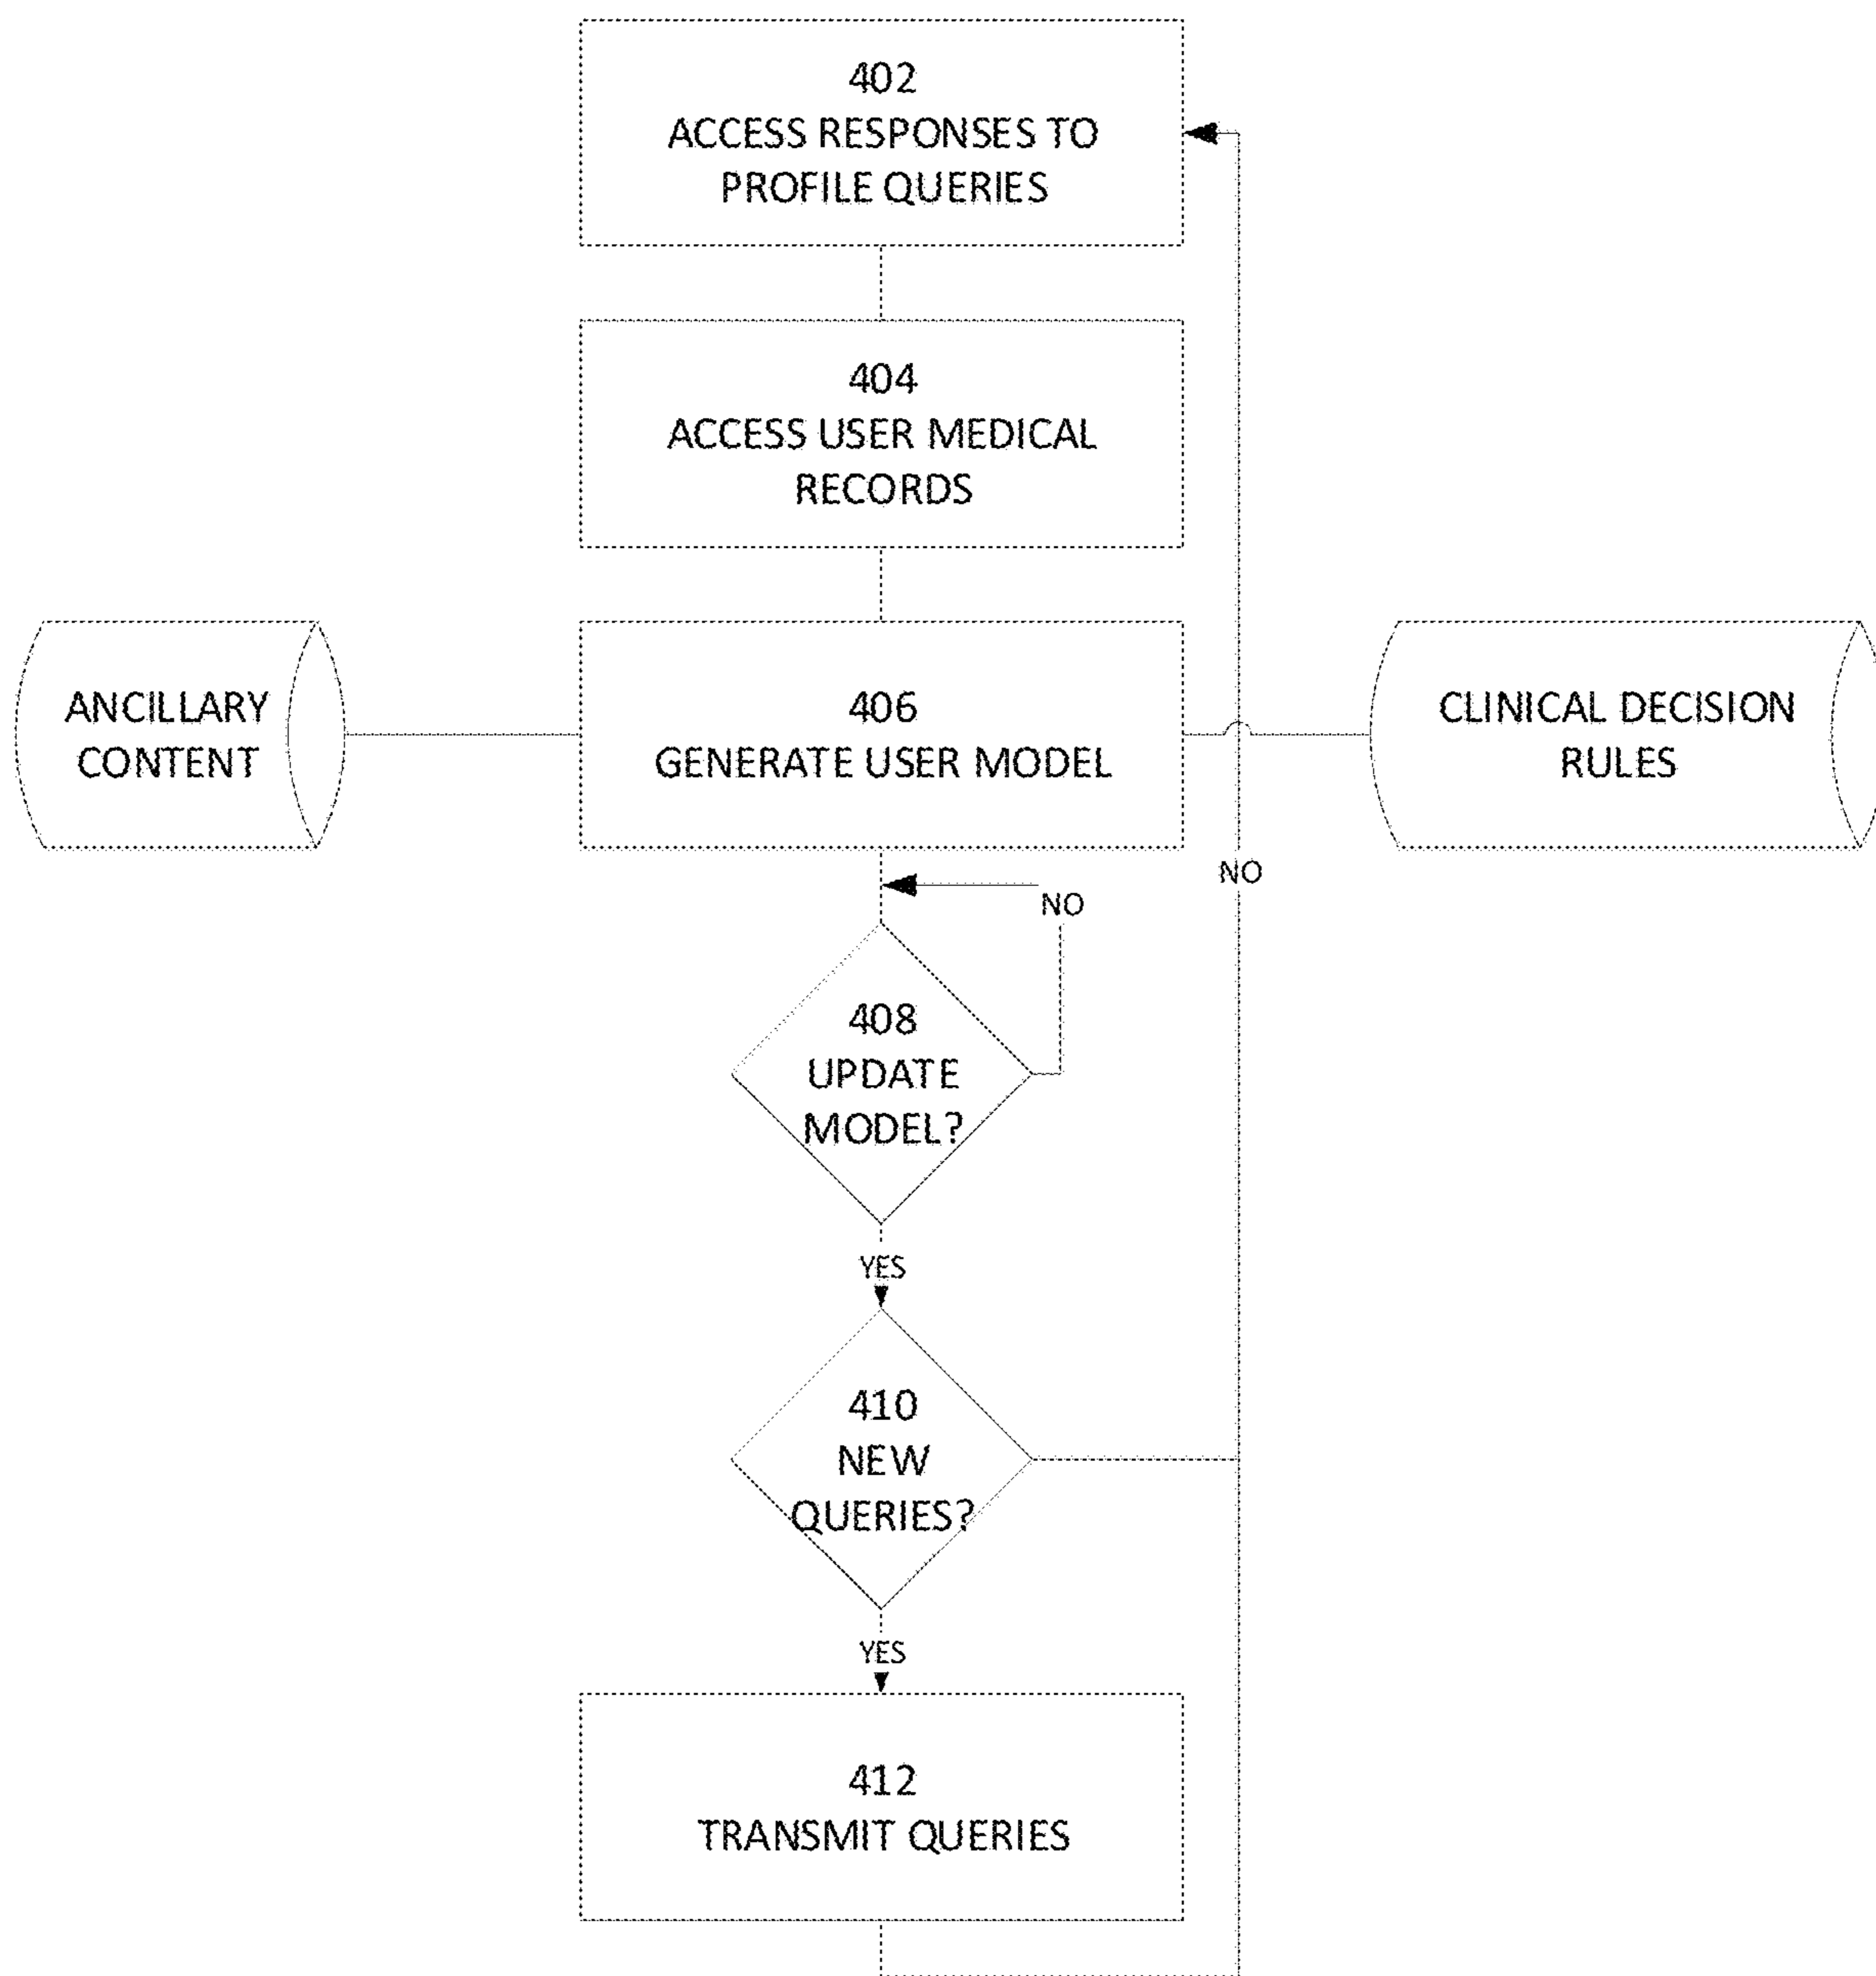 402
ACCESS RESPONSES TO
PROFILE QUERIES
404
ACCESS USER MEDICAL
RECORDS
ANCILLARY
CONTENT
406
GENERATE USER MODEL
CLINICAL DECISION
RULES
NO
NO
408
UPDATE
MODEL?
YES
410
NEW
QUERIES?
YES
412
TRANSMIT QUERIES